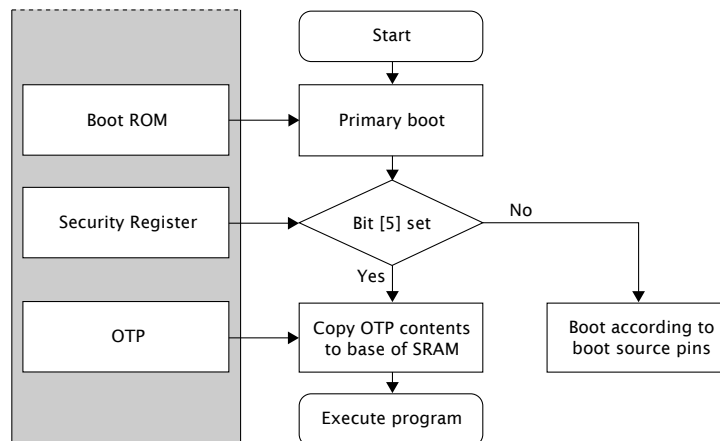 Start
Boot ROM
Primary boot
Security Register
Bit [5] set
No
Yes
OTP
Copy OTP contents
to base of SRAM
Boot according to
boot source pins
Execute program